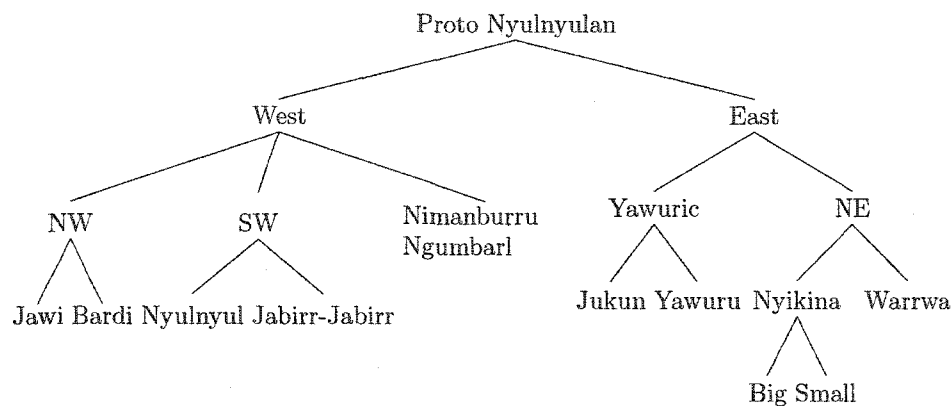 Proto Nyulnyulan
West East
NW SW Nimanburru Yawuric NE
Ngumbarl
Jawi Bardi Nyulnyul Jabirr-Jabirr Jukun Yawuru Nyikina Warrwa
Big Small